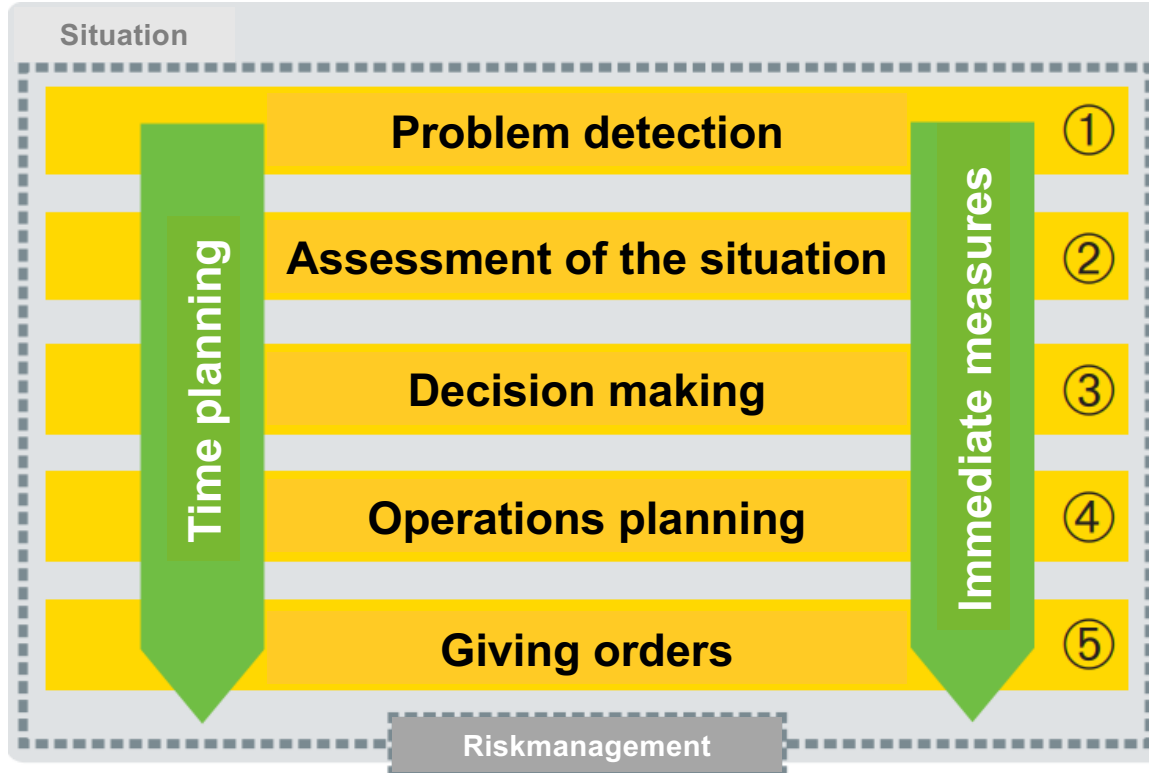 Situation
Problem detection ①
Assessment of the situation ②
Decision making ③
Operations planning ④
Giving orders ⑤
Time planning
Immediate measures
Riskmanagement